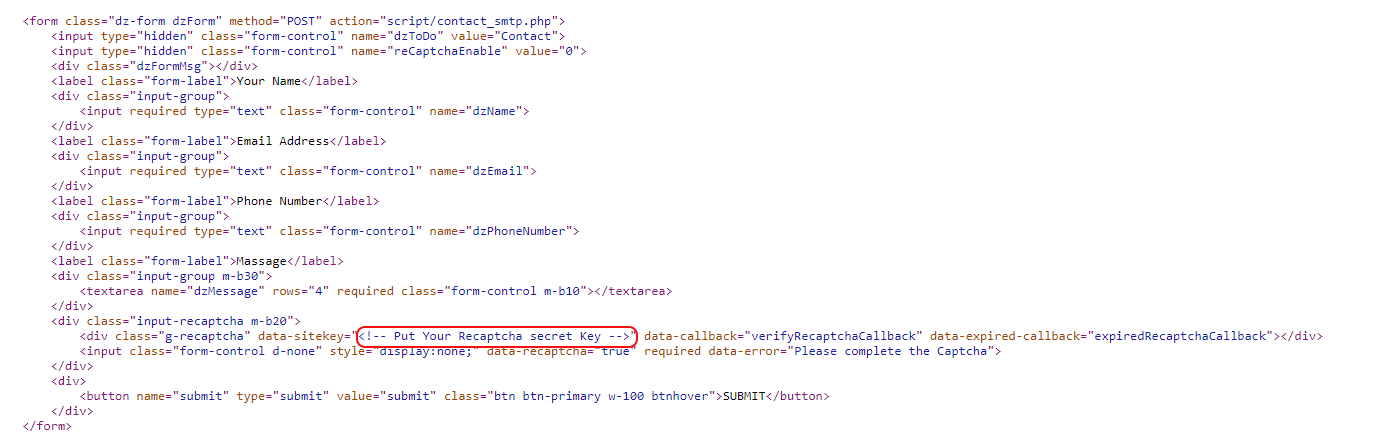 <form class="dz-form dzForm" method="POST" action="script/contact_smtp.php">
<input type="hidden" class="form-control" name="dzToDo" value="Contact">
<input type="hidden" class="form-control" name="reCaptchaEnable" value="0">
<div class="dzFormMsg"></div>
<label class="form-label">Your Name</label>
<div class="input-group">
<input required type="text" class="form-control" name="dzName">
</div>
<label class="form-label">Email Address</label>
<div class="input-group">
<input required type="text" class="form-control" name="dzEmail">
</div>
<label class="form-label">Phone Number</label>
<div class="input-group">
<input required type="text" class="form-control" name="dzPhoneNumber">
</div>
<label class="form-label">Massage</label>
<div class="input-group m-b30">
<textarea name="dzMessage" rows="4" required class="form-control m-b10"></textarea>
</div>
<div class="input-recaptcha m-b20">
<div class="g-recaptcha" data-sitekey="<!-- Put Your Recaptcha secret Key -->" data-callback="verifyRecaptchaCallback" data-expired-callback="expiredRecaptchaCallback"></div>
<input class="form-control d-none" style="display:none;" data-recaptcha="true" required data-error="Please complete the Captcha">
</div>
<div>
<button name="submit" type="submit" value="submit" class="btn btn-primary w-100 btnhover">SUBMIT</button>
</div>
</form>